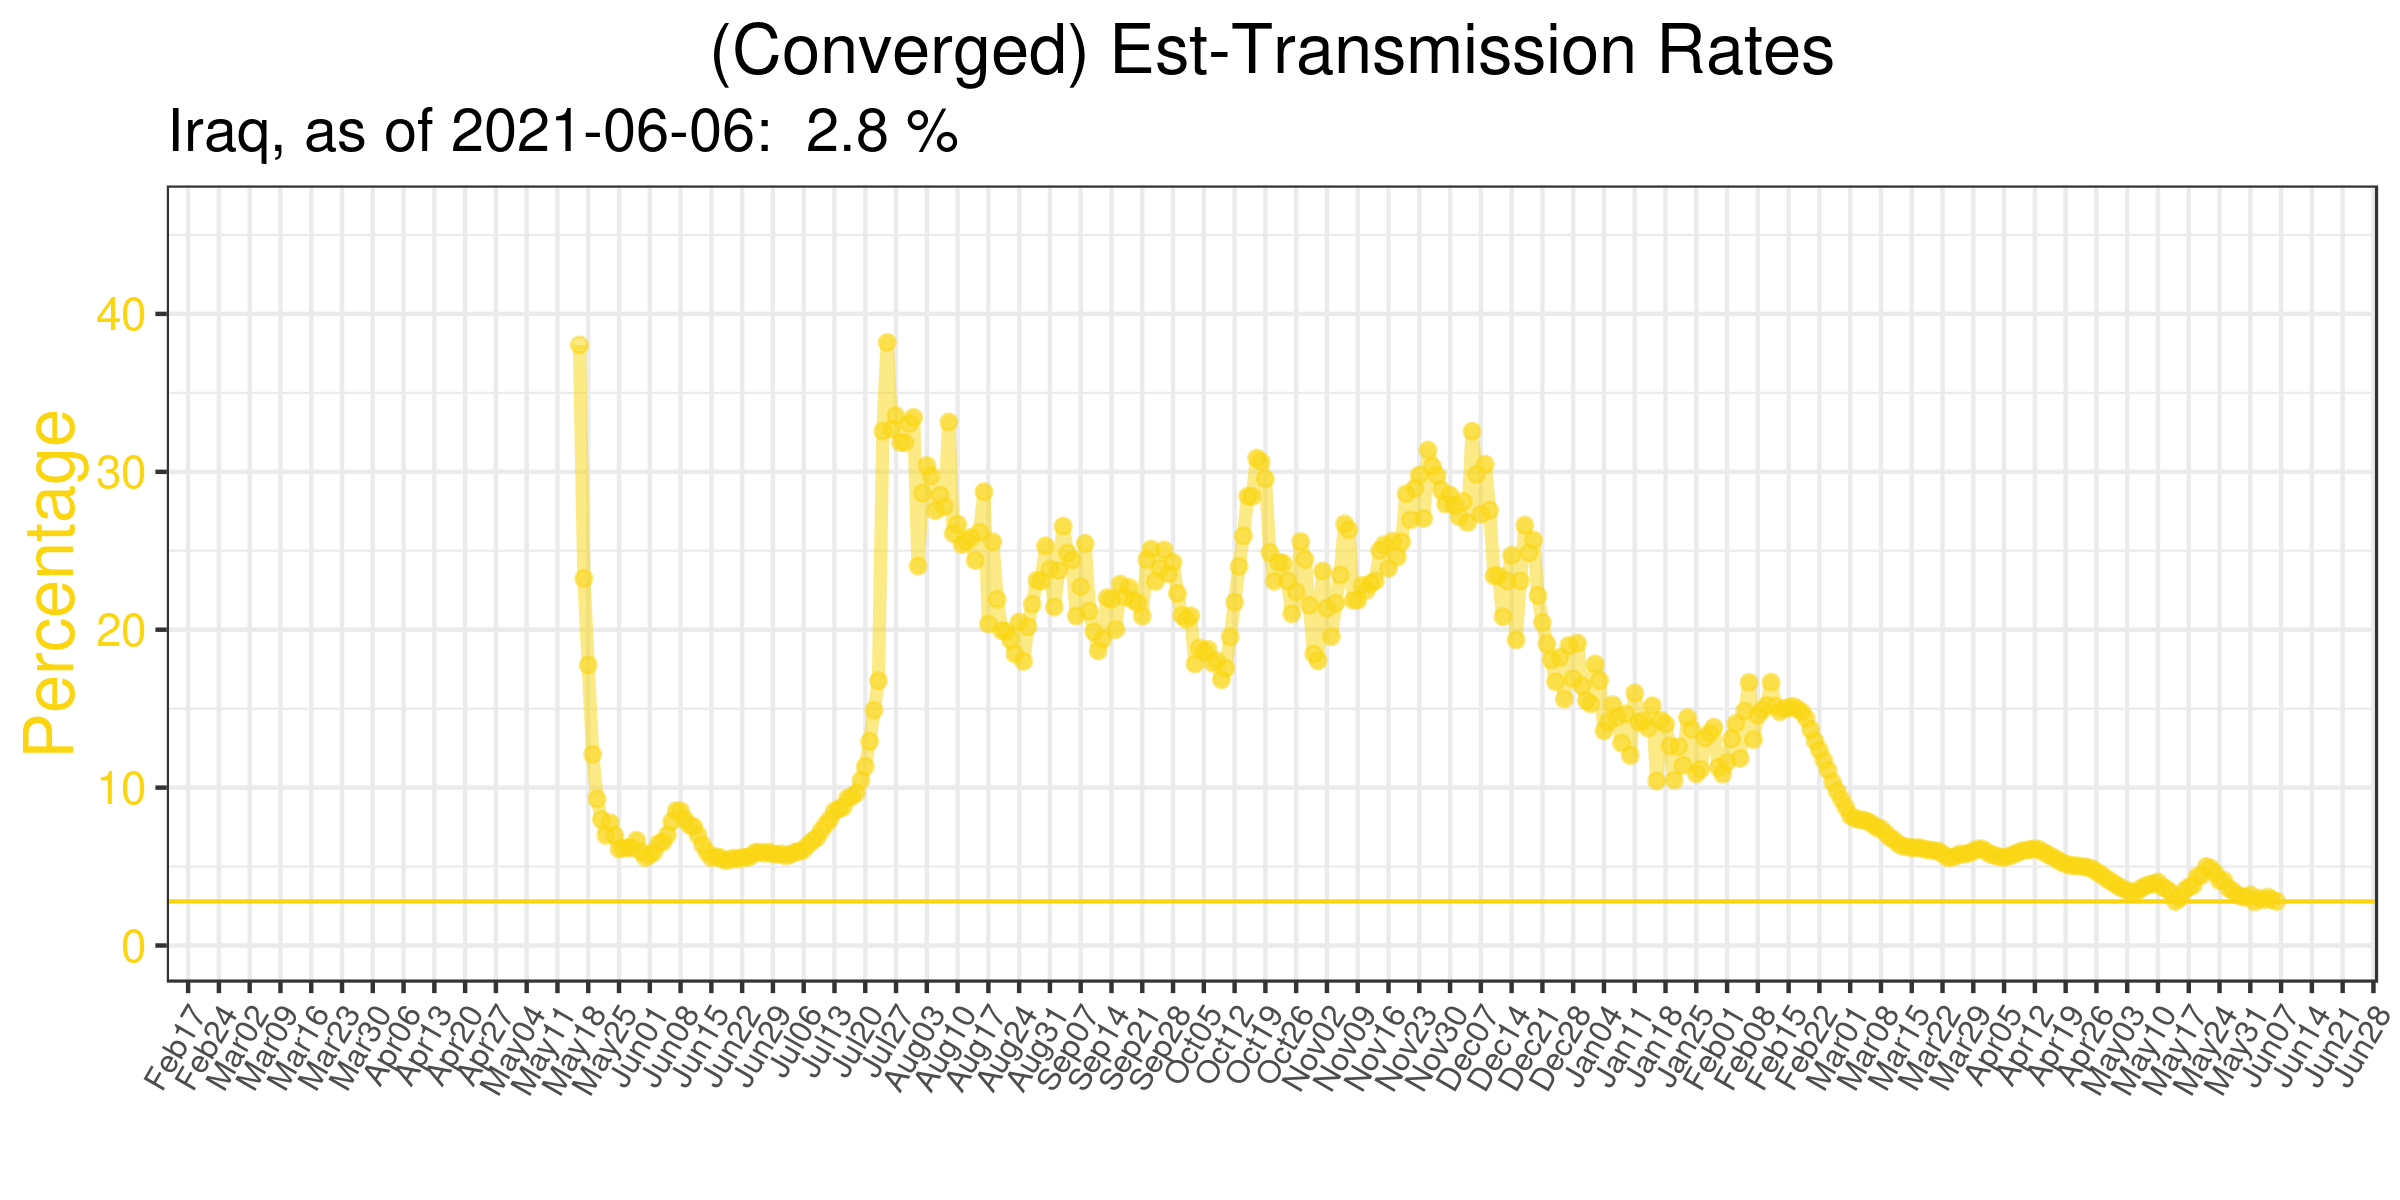 (Converged) Est-Transmission Rates
Iraq, as of 2021-06-06:  2.8 %
Percentage
40
30
20
10
0
Feb17
Feb24
Mar02
Mar09
Mar16
Mar23
Mar30
Apr06
Apr13
Apr20
Apr27
May04
May11
May18
May25
Jun01
Jun08
Jun15
Jun22
Jun29
Jul06
Jul13
Jul20
Jul27
Aug03
Aug10
Aug17
Aug24
Aug31
Sep07
Sep14
Sep21
Sep28
Oct05
Oct12
Oct19
Oct26
Nov02
Nov09
Nov16
Nov23
Nov30
Dec07
Dec14
Dec21
Dec28
Jan04
Jan11
Jan18
Jan25
Feb01
Feb08
Feb15
Feb22
Mar01
Mar08
Mar15
Mar22
Mar29
Apr05
Apr12
Apr19
Apr26
May03
May10
May17
May24
May31
Jun07
Jun14
Jun21
Jun28